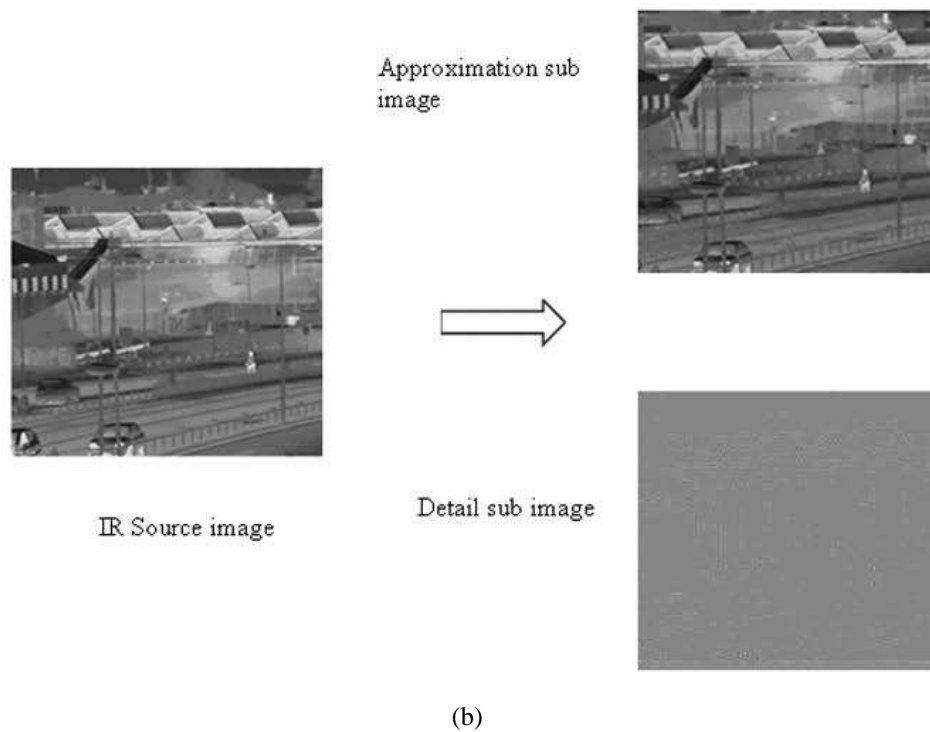 Approximation sub
image
IR Source image
Detail sub image
(b)